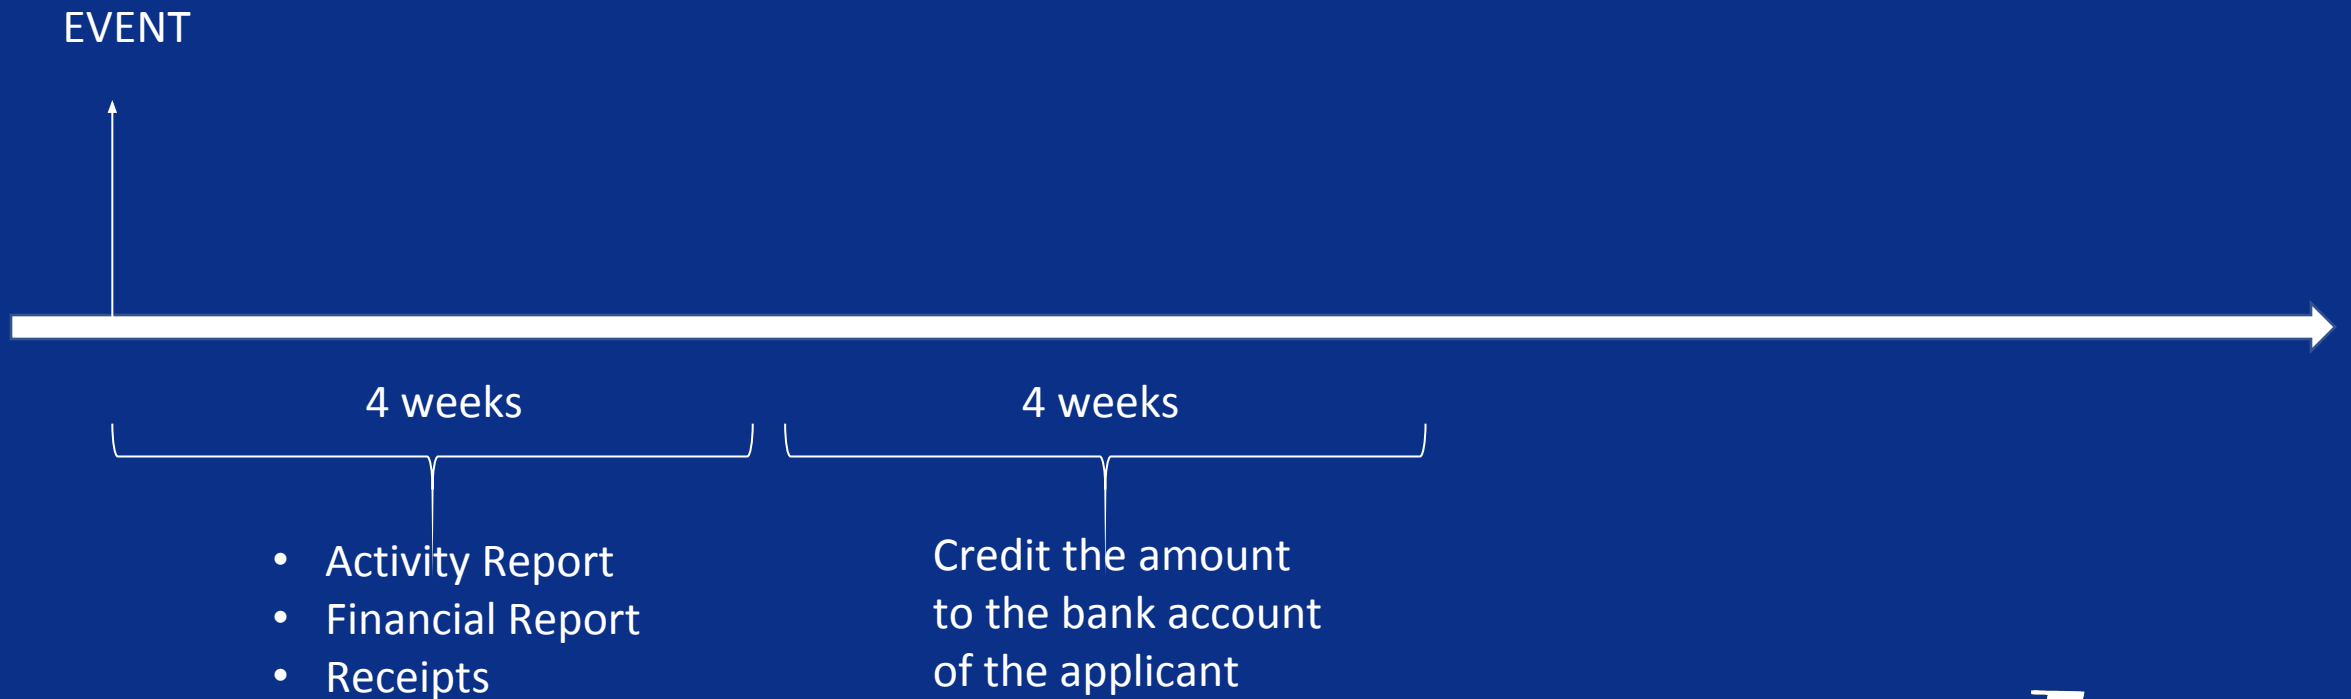 EVENT
4 weeks
4 weeks
• Activity Report
• Financial Report
• Receipts
Credit the amount
to the bank account
of the applicant